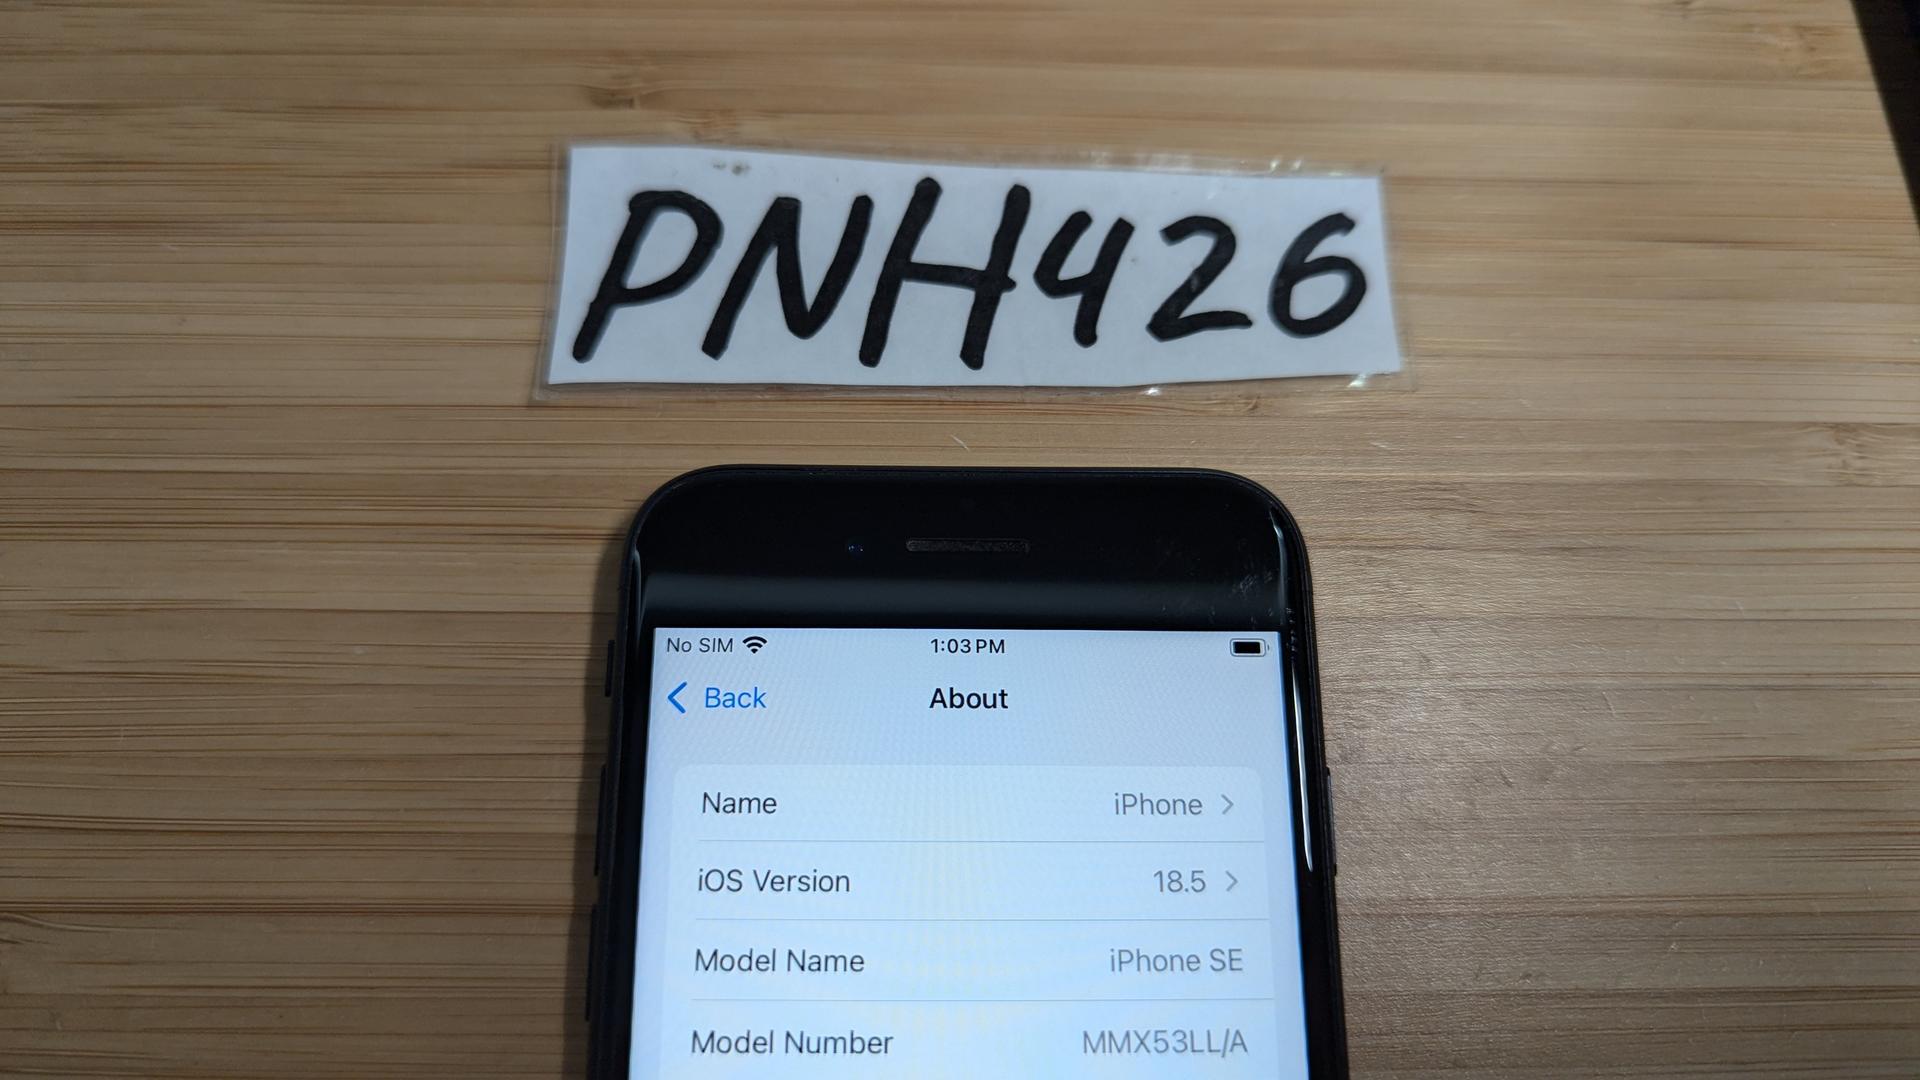 PNH426
No SIM 1:03 PM
Back About
Name iPhone
iOS Version 18.5
Model Name iPhone SE
Model Number MMX53LL/A